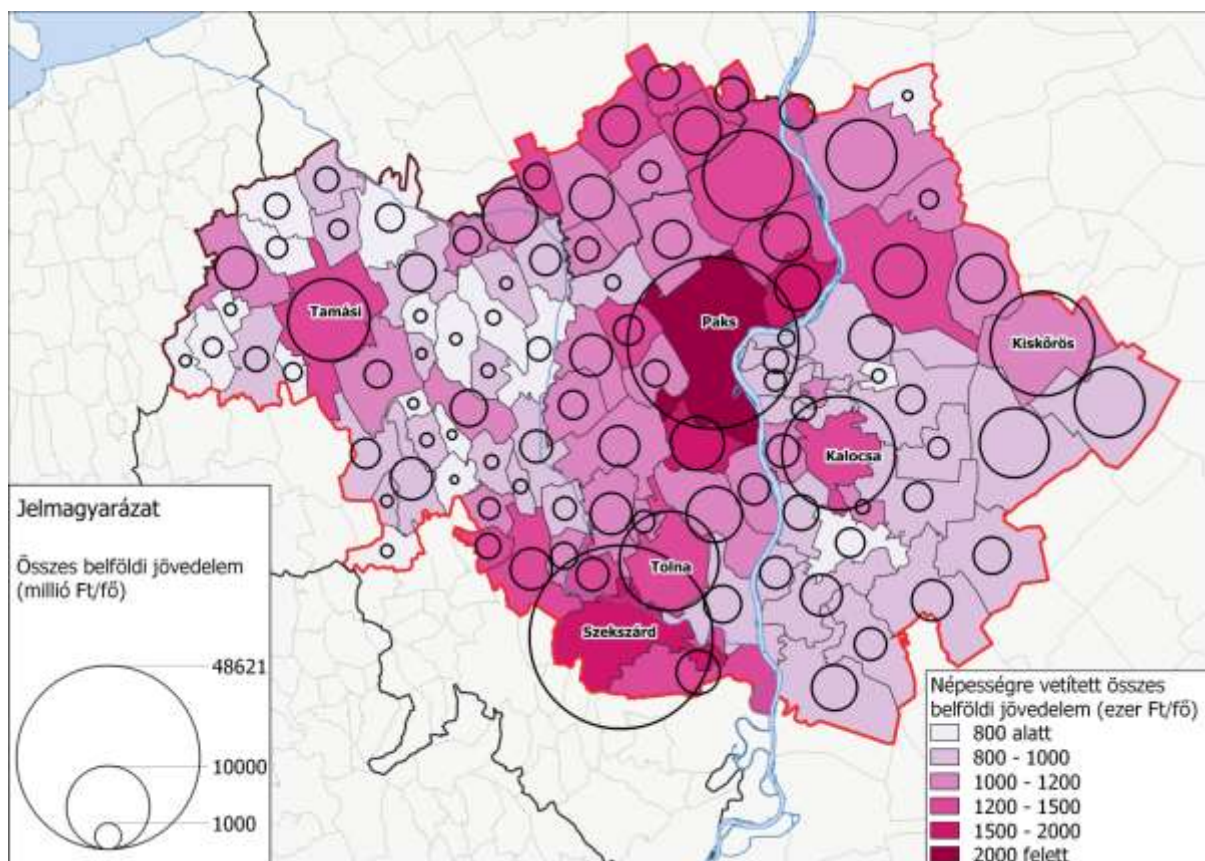 Tamási
Paks
Kiskőrös
Kalocsa
Tolna
Szekszárd
Jelmagyarázat
Összes belföldi jövedelem
(millió Ft/fő)
48621
10000
1000
Népességre vetített összes
belföldi jövedelem (ezer Ft/fő)
800 alatt
800 - 1000
1000 - 1200
1200 - 1500
1500 - 2000
2000 felett